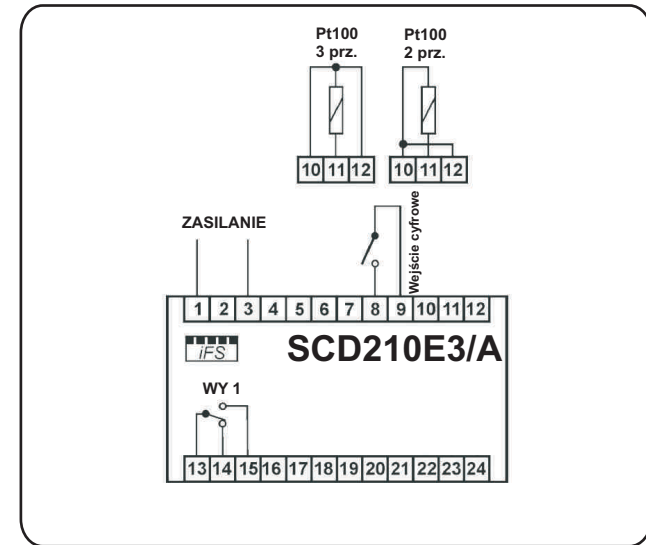 Pt100
3 prz.
Pt100
2 prz.
10 11 12
10 11 12
ZASILANIE
Wejście cyfrowe
1 2 3 4 5 6 7 8 9 10 11 12
iFS
SCD210E3/A
WY 1
13 14 15 16 17 18 19 20 21 22 23 24